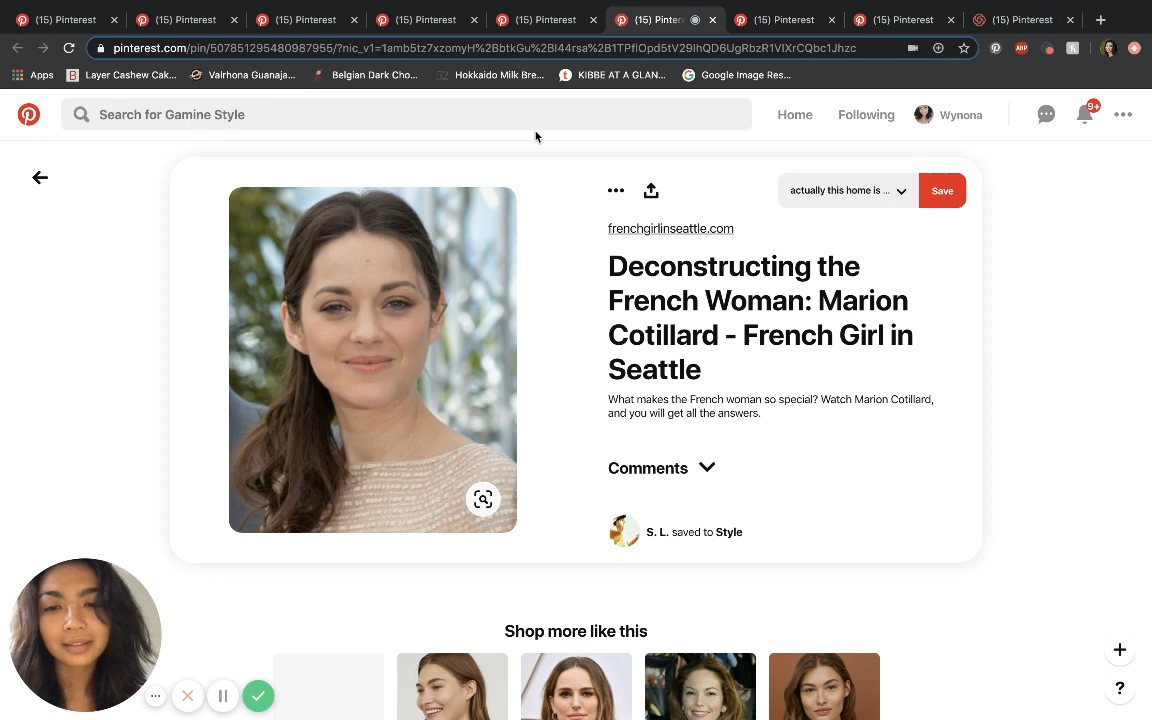 (15) Pinterest
(15) Pinterest
(15) Pinterest
(15) Pinterest
(15) Pinterest
(15) Pinter
(15) Pinterest
(15) Pinterest
(15) Pinterest
pinterest.com/pin/507851295480987955/?nic_v1=1amb5tz7xzomyH%2BbtkGu%2BI44rsa%2B1TPflOpd5tV29lhQD6UgRbzR1VIXrCQbc1Jhzc
ABP
Apps
Layer Cashew Cak...
Valrhona Guanaja...
Belgian Dark Cho...
Hokkaido Milk Bre...
KIBBE AT A GLAN...
Google Image Res...
Search for Gamine Style
Home
Following
Wynona
9+
actually this home is ...
Save
frenchgirlinseattle.com
Deconstructing the
French Woman: Marion
Cotillard - French Girl in
Seattle
What makes the French woman so special? Watch Marion Cotillard,
and you will get all the answers.
Comments
S. L. saved to Style
Shop more like this
+
?